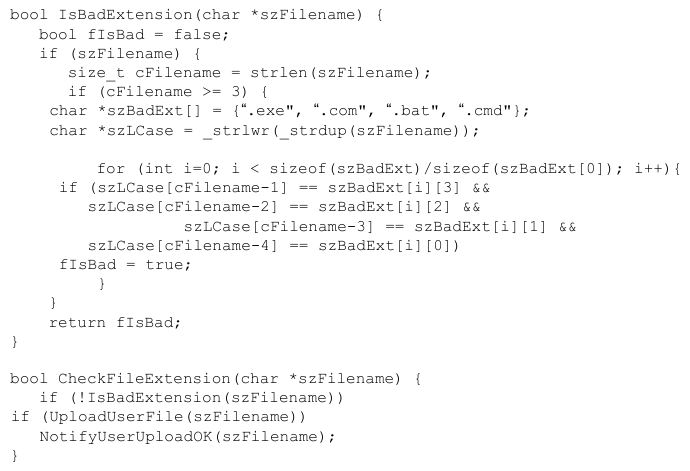 bool IsBadExtension(char *szFilename) {
   bool fIsBad = false;
   if (szFilename) {
      size_t cFilename = strlen(szFilename);
      if (cFilename >= 3) {
    char *szBadExt[] = {“.exe", “.com", “.bat", “.cmd"};
    char *szLCase = _strlwr(_strdup(szFilename));

         for (int i=0; i < sizeof(szBadExt)/sizeof(szBadExt[0]); i++){
     if (szLCase[cFilename-1] == szBadExt[i][3] &&
        szLCase[cFilename-2] == szBadExt[i][2] &&
                  szLCase[cFilename-3] == szBadExt[i][1] &&
        szLCase[cFilename-4] == szBadExt[i][0])
     fIsBad = true;
         }
    }
    return fIsBad;
}

bool CheckFileExtension(char *szFilename) {
   if (!IsBadExtension(szFilename))
if (UploadUserFile(szFilename))
   NotifyUserUploadOK(szFilename);
}